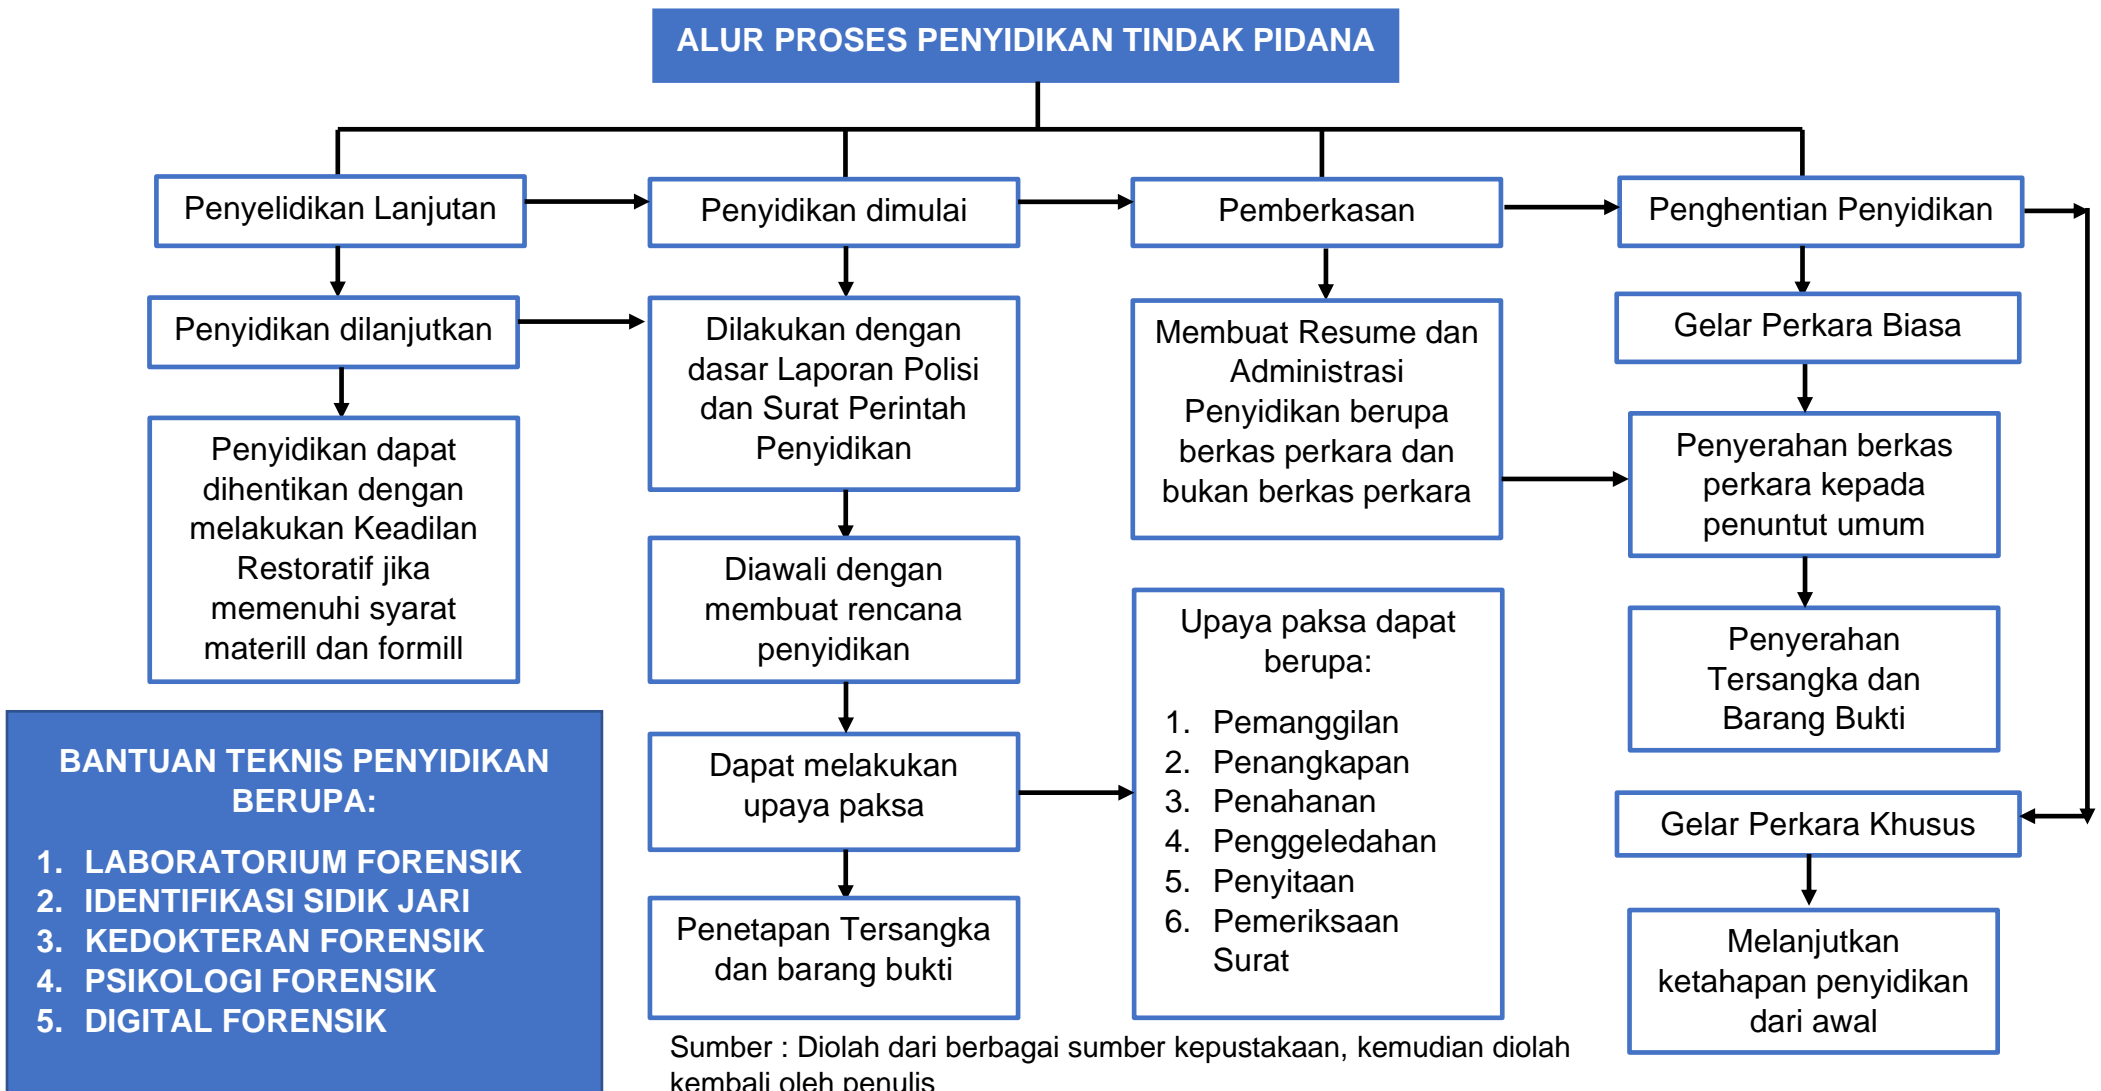 ALUR PROSES PENYIDIKAN TINDAK PIDANA
Penyelidikan Lanjutan
Penyidikan dimulai
Pemberkasan
Penghentian Penyidikan
Penyidikan dilanjutkan
Penyidikan dapat
dihentikan dengan
melakukan Keadilan
Restoratif jika
memenuhi syarat
materill dan formill
Dilakukan dengan
dasar Laporan Polisi
dan Surat Perintah
Penyidikan
Diawali dengan
membuat rencana
penyidikan
Dapat melakukan
upaya paksa
Penetapan Tersangka
dan barang bukti
Membuat Resume dan
Administrasi
Penyidikan berupa
berkas perkara dan
bukan berkas perkara
Upaya paksa dapat
berupa:
1. Pemanggilan
2. Penangkapan
3. Penahanan
4. Penggeledahan
5. Penyitaan
6. Pemeriksaan
Surat
Gelar Perkara Biasa
Penyerahan berkas
perkara kepada
penuntut umum
Penyerahan
Tersangka dan
Barang Bukti
Gelar Perkara Khusus
Melanjutkan
ketahapan penyidikan
dari awal
BANTUAN TEKNIS PENYIDIKAN
BERUPA:
1. LABORATORIUM FORENSIK
2. IDENTIFIKASI SIDIK JARI
3. KEDOKTERAN FORENSIK
4. PSIKOLOGI FORENSIK
5. DIGITAL FORENSIK
Sumber : Diolah dari berbagai sumber kepustakaan, kemudian diolah
kembali oleh penulis